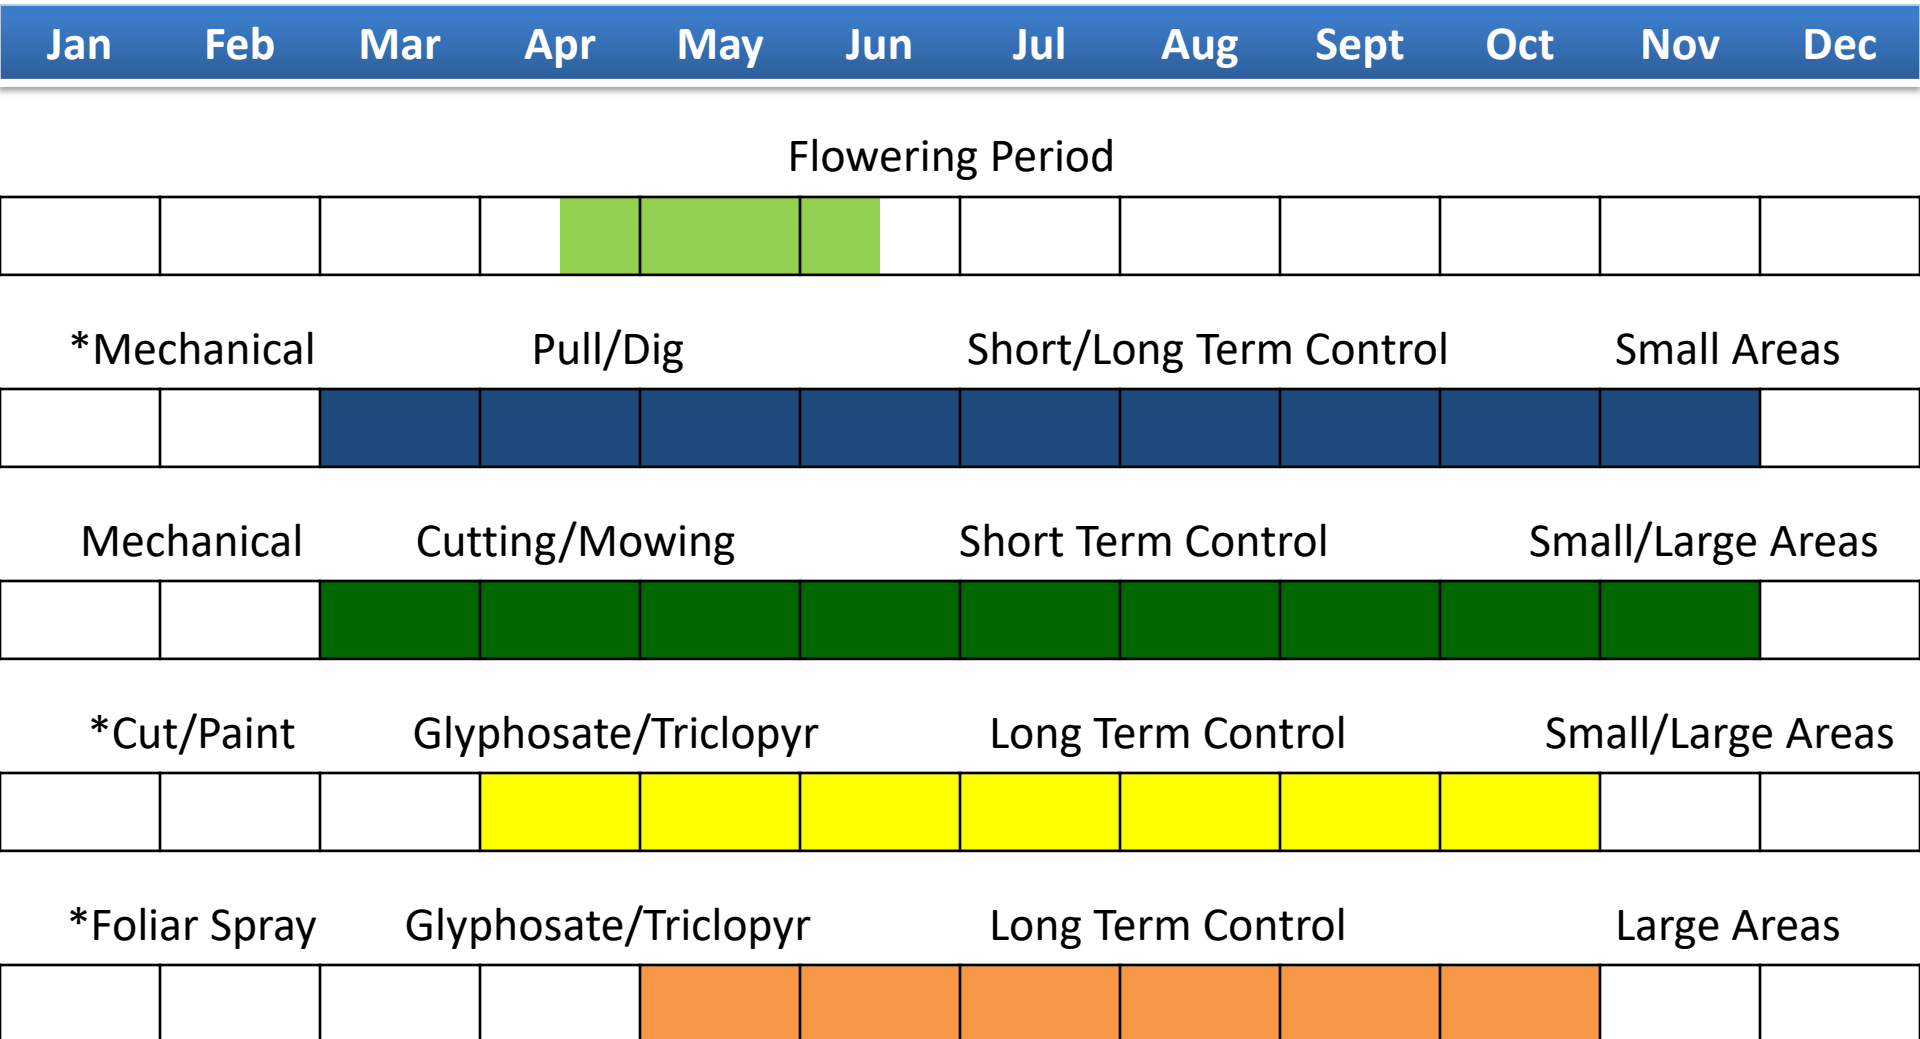 Jan Feb Mar Apr May Jun Jul Aug Sept Oct Nov Dec
Flowering Period
*Mechanical Pull/Dig Short/Long Term Control Small Areas
Mechanical Cutting/Mowing Short Term Control Small/Large Areas
*Cut/Paint Glyphosate/Triclopyr Long Term Control Small/Large Areas
*Foliar Spray Glyphosate/Triclopyr Long Term Control Large Areas